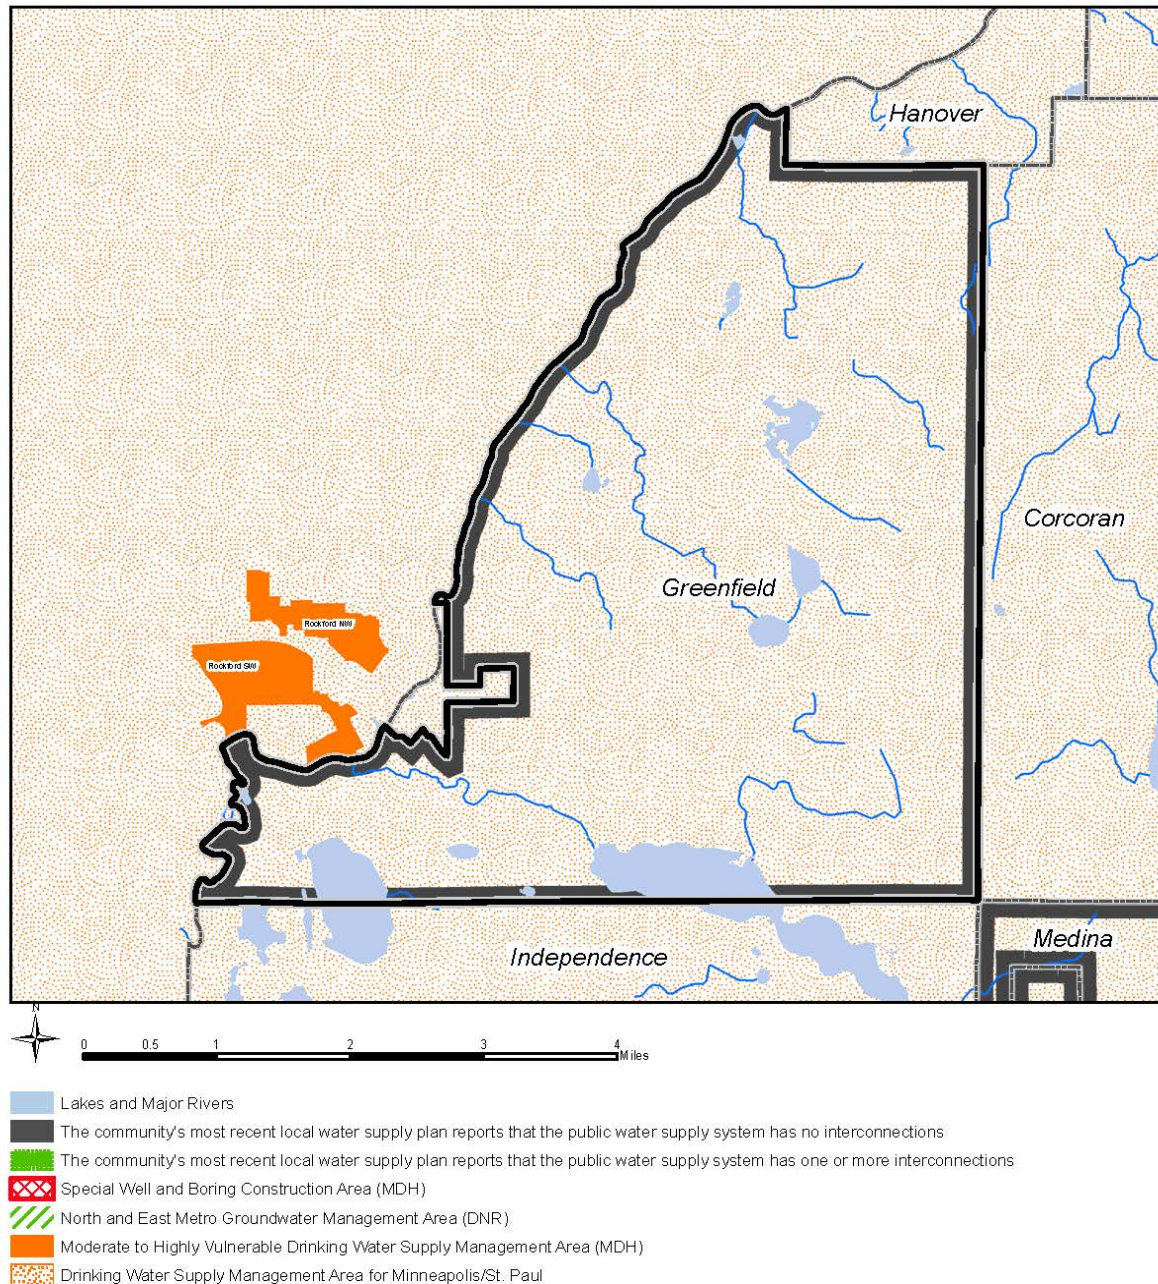 Hanover
Corcoran
Greenfield
Rockford NW
Rockford SW
Medina
Independence
N
0 0.5 1 2 3 4
Miles
Lakes and Major Rivers
The community's most recent local water supply plan reports that the public water supply system has no interconnections
The community's most recent local water supply plan reports that the public water supply system has one or more interconnections
Special Well and Boring Construction Area (MDH)
North and East Metro Groundwater Management Area (DNR)
Moderate to Highly Vulnerable Drinking Water Supply Management Area (MDH)
Drinking Water Supply Management Area for Minneapolis/St. Paul